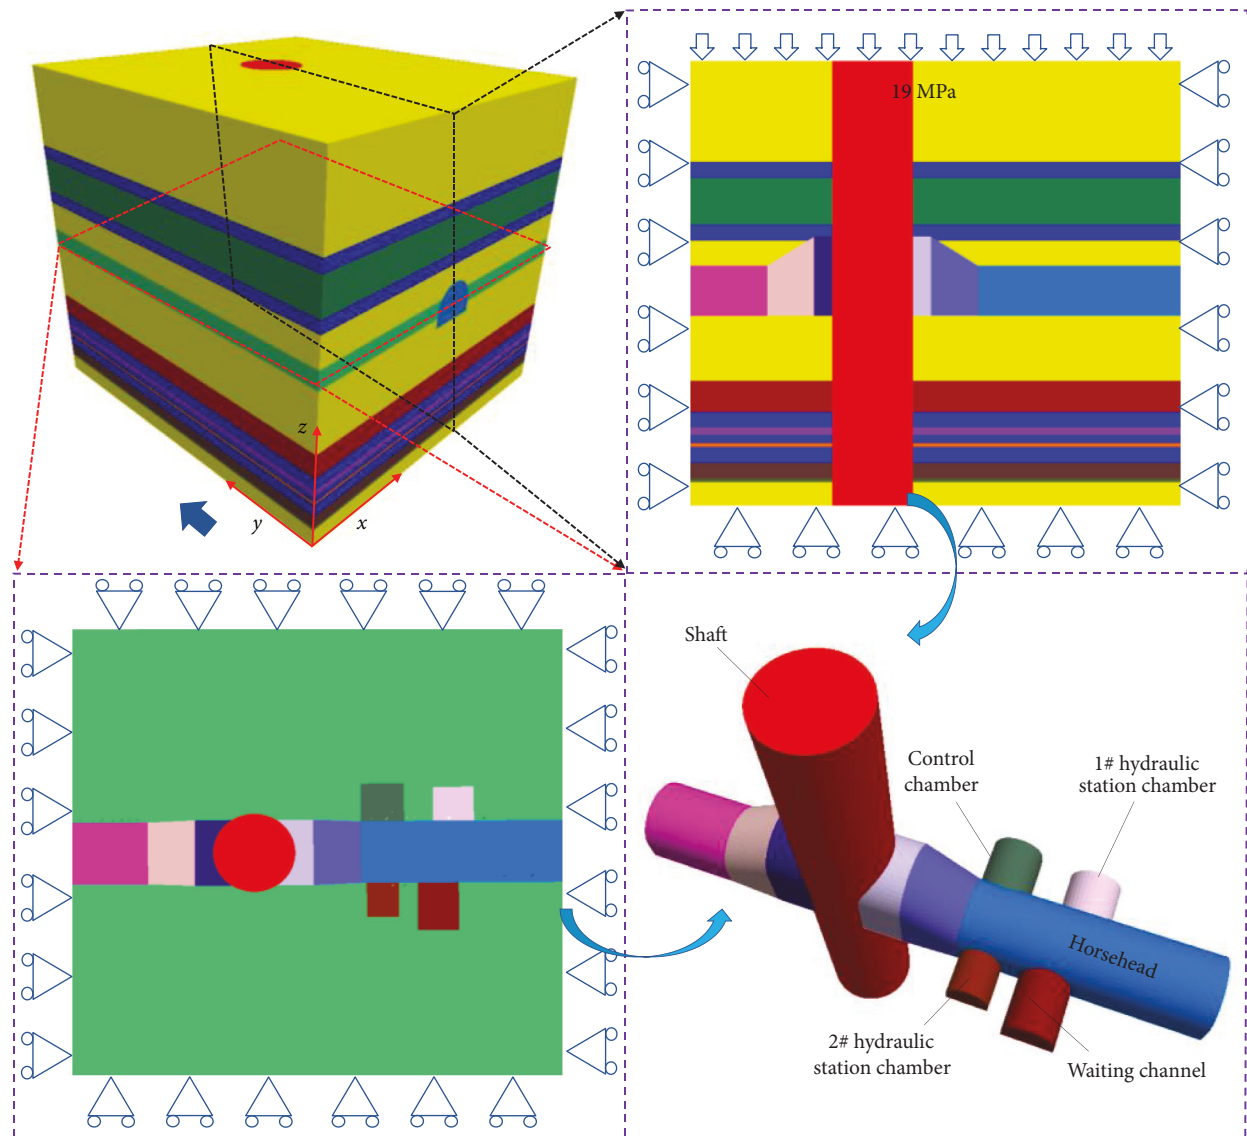 19 MPa
z
y
x
Shaft
Control
chamber
1# hydraulic
station chamber
Horsehead
2# hydraulic
station chamber
Waiting channel